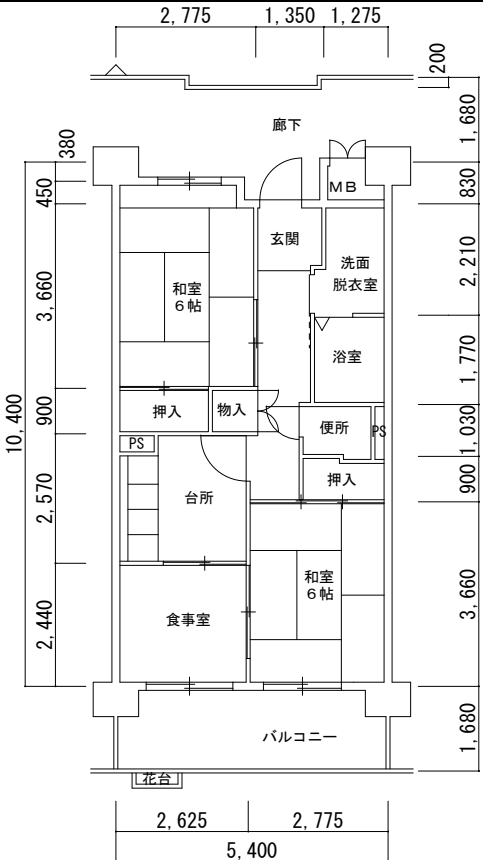 2,775 1,350 1,275
200
1,680
廊下
380
MB
830
450
玄関
洗面
脱衣室
2,210
3,660
和室
6帖
浴室
1,770
10,400
押入
物入
900
便所
PS
1,030
PS
押入
900
台所
2,570
和室
6帖
3,660
食事室
2,440
バルコニー
1,680
花台
2,625 2,775
5,400